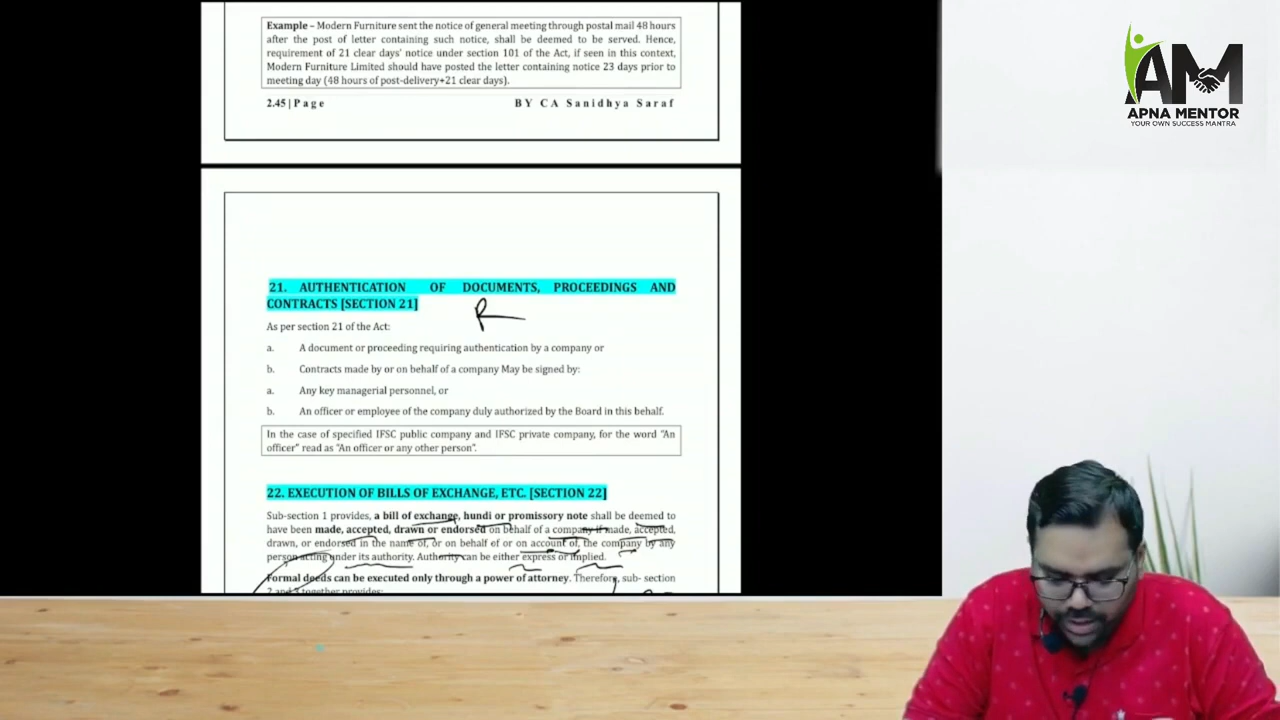 Example – Modern Furniture sent the notice of general meeting through postal mail 48 hours
after the post of letter containing such notice, shall be deemed to be served. Hence,
requirement of 21 clear days' notice under section 101 of the Act, if seen in this context,
Modern Furniture Limited should have posted the letter containing notice 23 days prior to
meeting day (48 hours of post-delivery+21 clear days).
2.45 | Page BY CA Sanidhya Saraf
AM
APNA MENTOR
YOUR OWN SUCCESS MANTRA
21. AUTHENTICATION OF DOCUMENTS, PROCEEDINGS AND
CONTRACTS [SECTION 21]
R
As per section 21 of the Act:
a. A document or proceeding requiring authentication by a company or
b. Contracts made by or on behalf of a company May be signed by:
a. Any key managerial personnel, or
b. An officer or employee of the company duly authorized by the Board in this behalf.
In the case of specified IFSC public company and IFSC private company, for the word "An
officer" read as "An officer or any other person".
22. EXECUTION OF BILLS OF EXCHANGE, ETC. [SECTION 22]
Sub-section 1 provides, a bill of exchange, hundi or promissory note shall be deemed to
have been made, accepted, drawn or endorsed on behalf of a company if made, accepted,
drawn, or endorsed in the name of, or on behalf of or on account of, the company by any
person acting under its authority. Authority can be either express or implied.
Formal deeds can be executed only through a power of attorney. Therefore, sub- section
2 and 3 together provides: